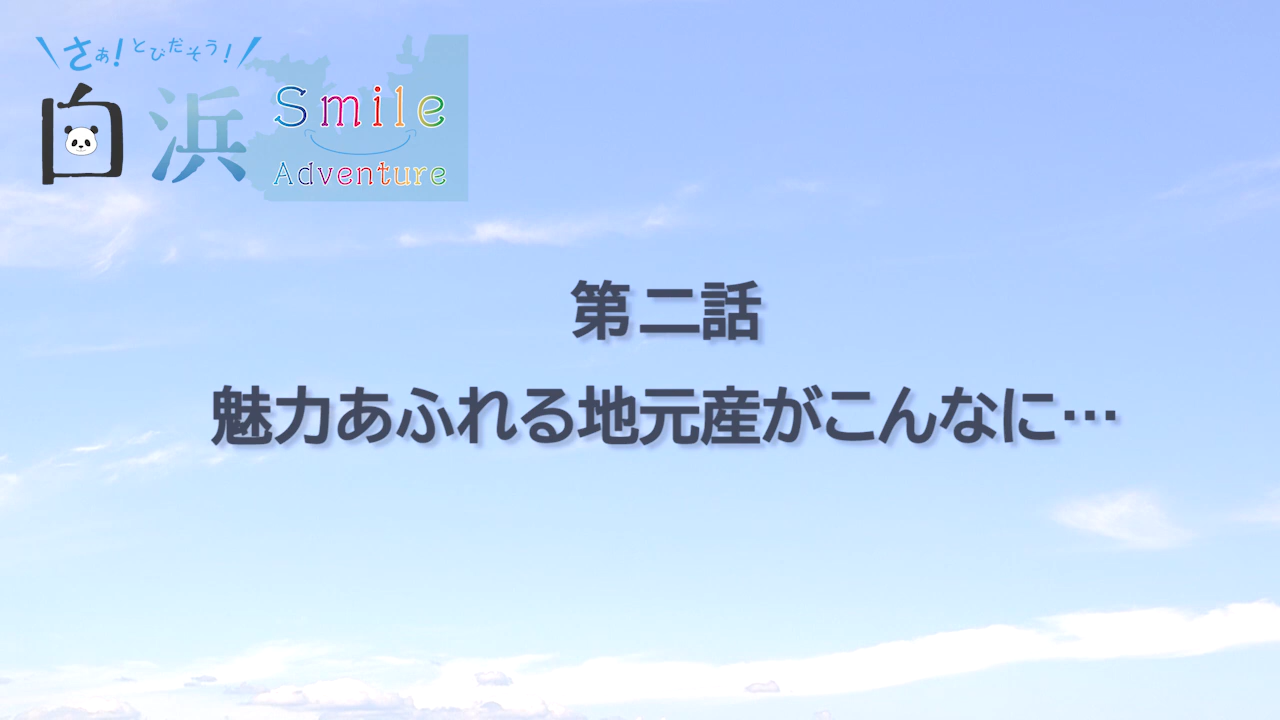 さぁ!とびだそう!
白浜
Smile
Adventure
第二話
魅力あふれる地元産がこんなに…